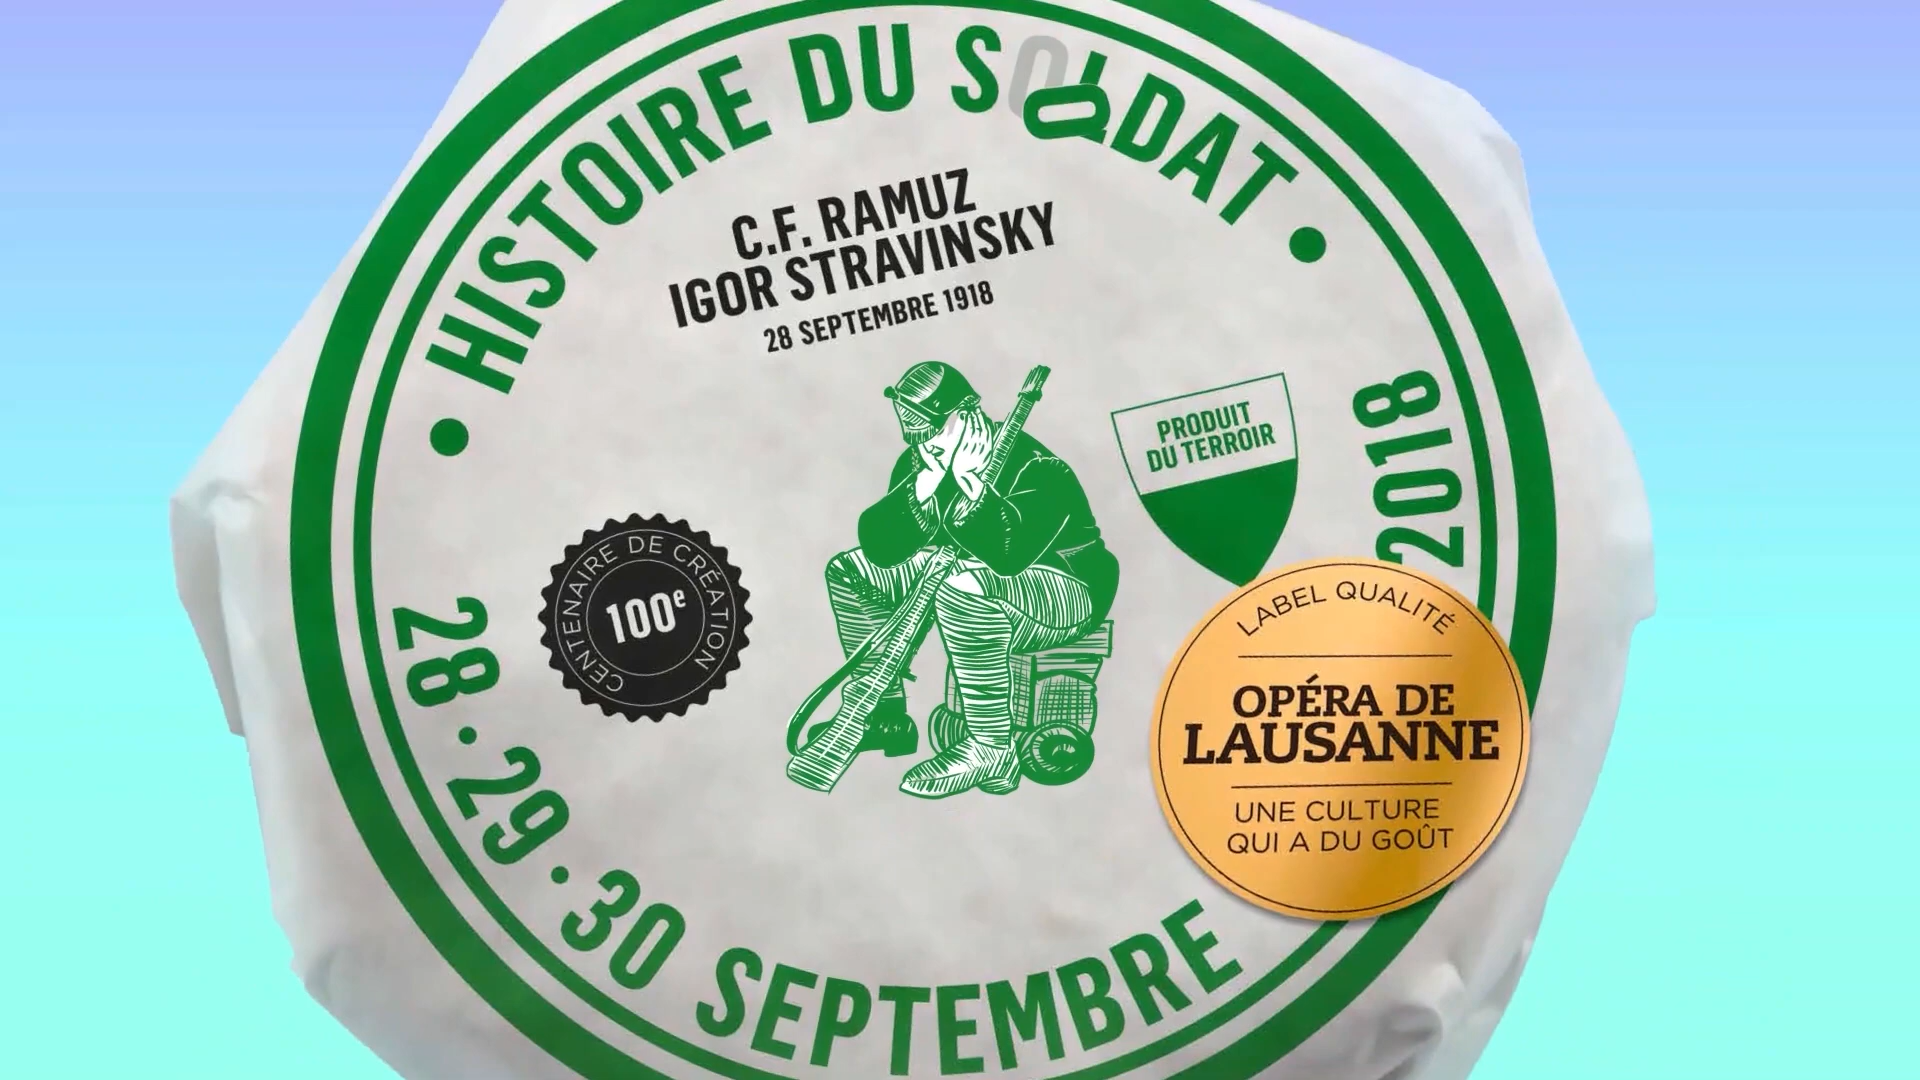 HISTOIRE DU SOLDAT
C.F. RAMUZ
IGOR STRAVINSKY
28 SEPTEMBRE 1918
PRODUIT
DU TERROIR
CENTENAIRE DE CRÉATION
100e
28 · 29 · 30 SEPTEMBRE 2018
LABEL QUALITÉ
OPÉRA DE
LAUSANNE
UNE CULTURE
QUI A DU GOÛT